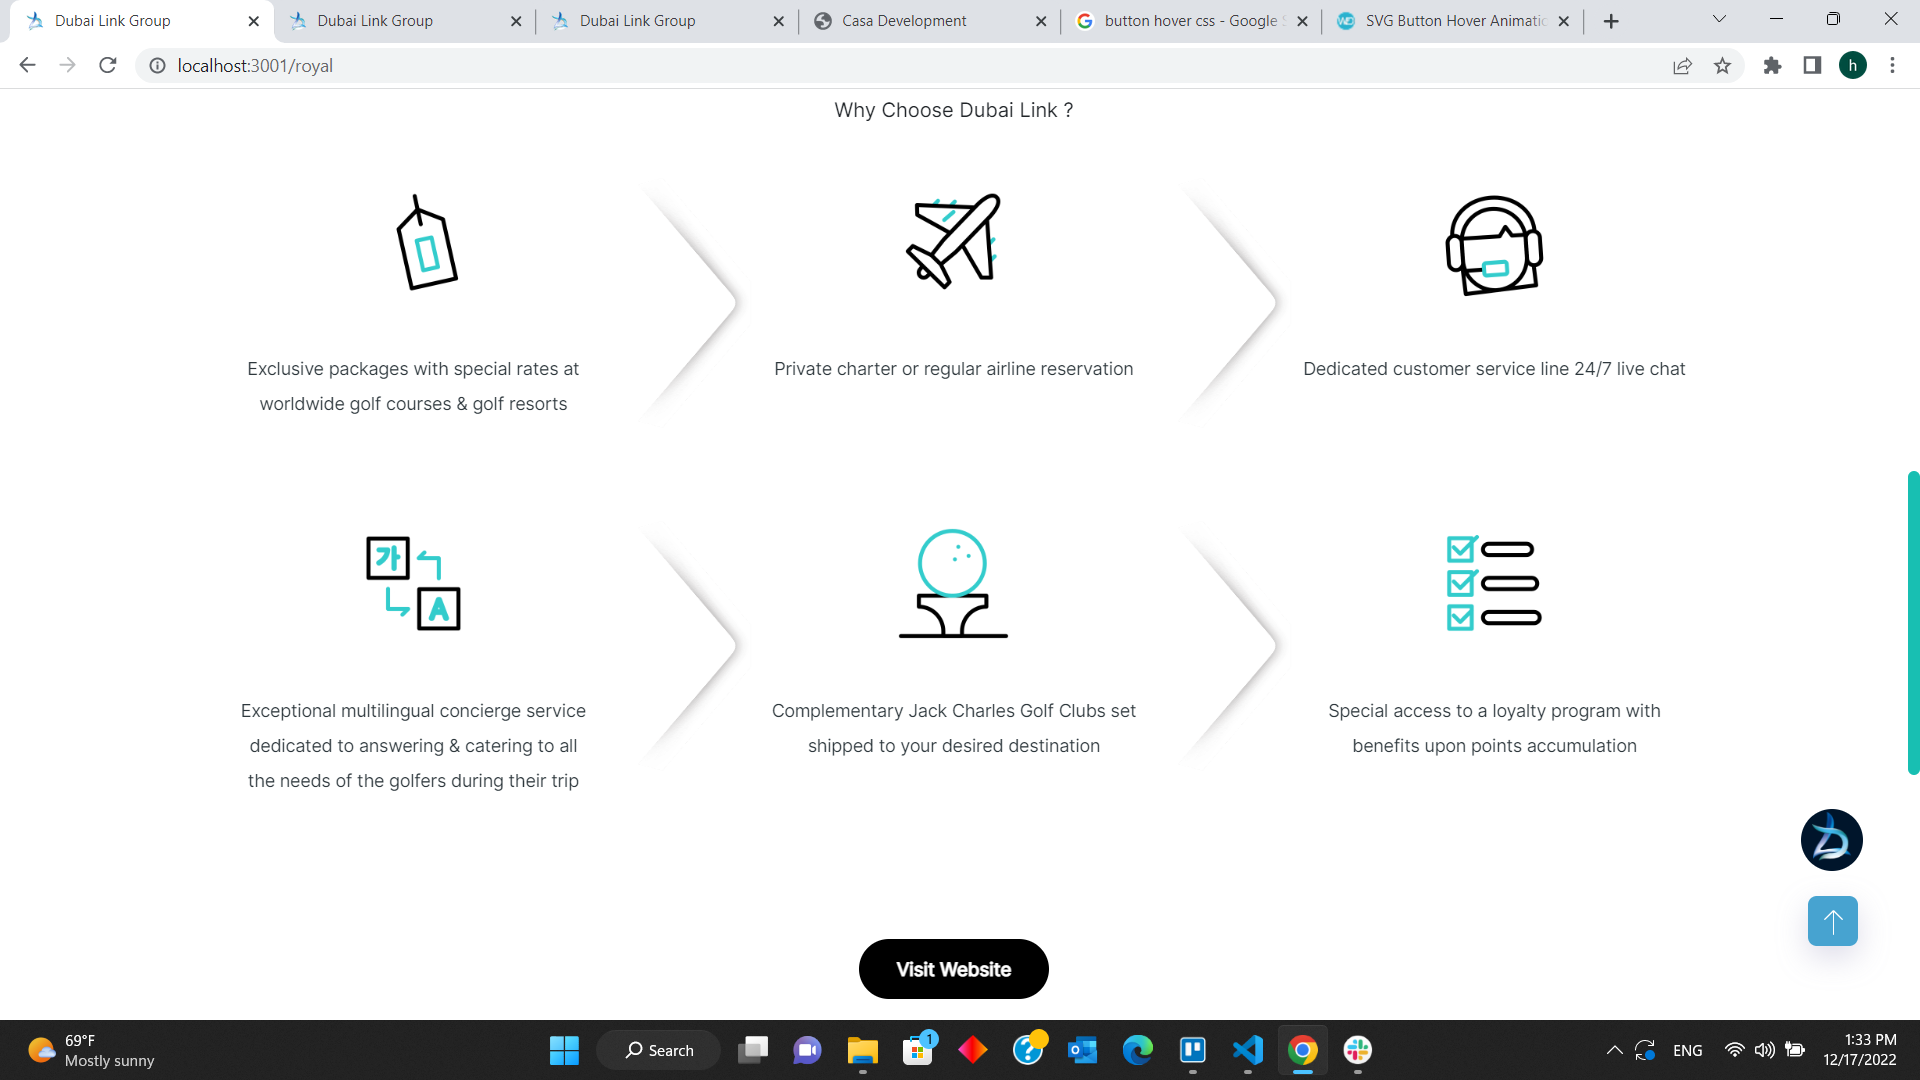 Dubai Link Group
Dubai Link Group
Dubai Link Group
Casa Development
button hover css - Google
SVG Button Hover Animatio
localhost:3001/royal
h
Why Choose Dubai Link ?
Exclusive packages with special rates at
worldwide golf courses & golf resorts
Private charter or regular airline reservation
Dedicated customer service line 24/7 live chat
가
A
Exceptional multilingual concierge service
dedicated to answering & catering to all
the needs of the golfers during their trip
Complementary Jack Charles Golf Clubs set
shipped to your desired destination
Special access to a loyalty program with
benefits upon points accumulation
Visit Website
69°F
Mostly sunny
Search
1
ENG
1:33 PM
12/17/2022